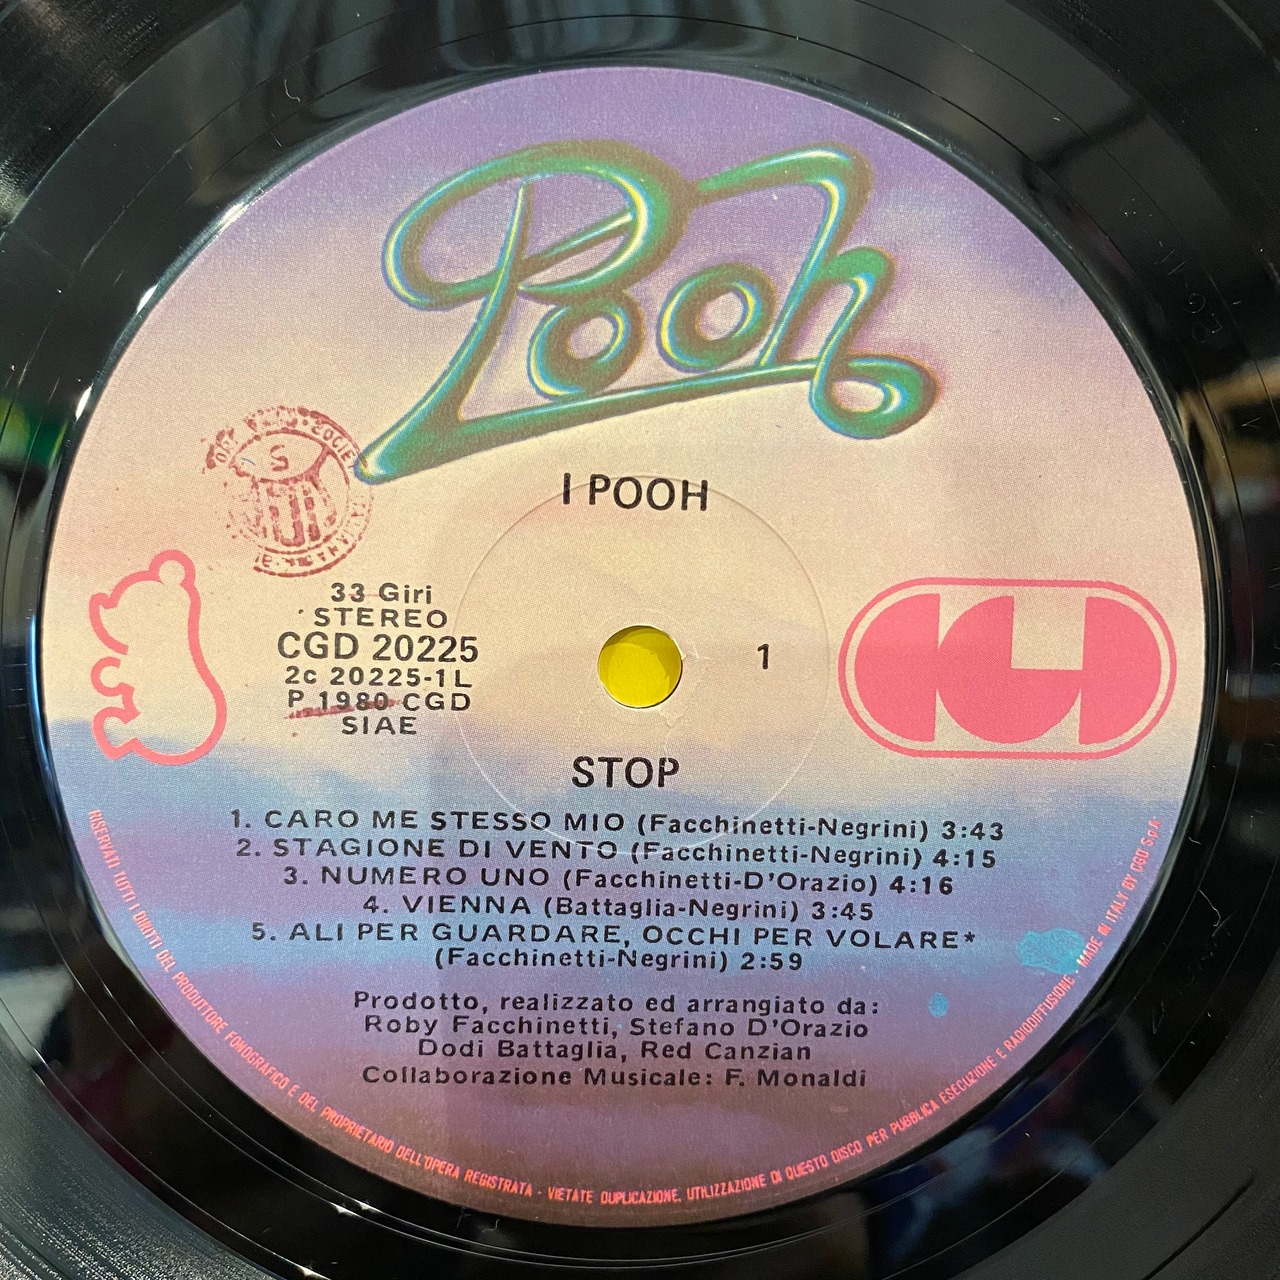 Pooh
I POOH
33 Giri
STEREO
CGD 20225
2c 20225-1L
P 1980 CGD
SIAE
1
CGD
STOP
1. CARO ME STESSO MIO (Facchinetti-Negrini) 3:43
2. STAGIONE DI VENTO (Facchinetti-Negrini) 4:15
3. NUMERO UNO (Facchinetti-D'Orazio) 4:16
4. VIENNA (Battaglia-Negrini) 3:45
5. ALI PER GUARDARE, OCCHI PER VOLARE*
(Facchinetti-Negrini) 2:59
Prodotto, realizzato ed arrangiato da:
Roby Facchinetti, Stefano D'Orazio
Dodi Battaglia, Red Canzian
Collaborazione Musicale: F. Monaldi
RISERVATI TUTTI I DIRITTI DEL PRODUTTORE FONOGRAFICO E DEL PROPRIETARIO DELL'OPERA REGISTRATA - VIETATE DUPLICAZIONE, UTILIZZAZIONE DI QUESTO DISCO PER PUBBLICA ESECUZIONE E RADIODIFFUSIONE - MADE IN ITALY BY CGD S.p.A.